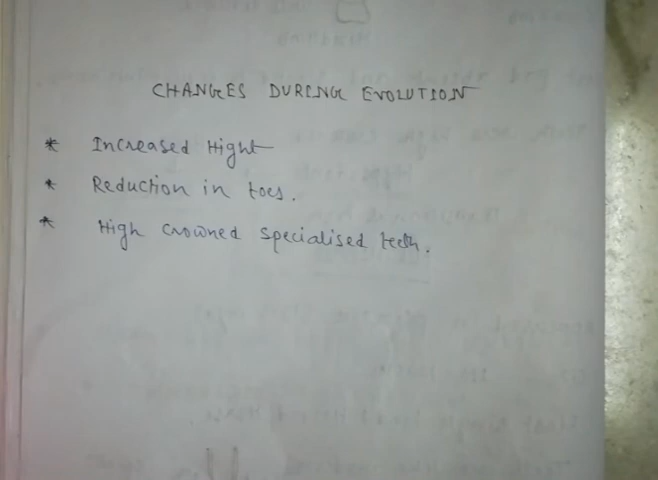 CHANGES DURING EVOLUTION
* Increased Hight
* Reduction in toes.
* High crowned specialised teeth.